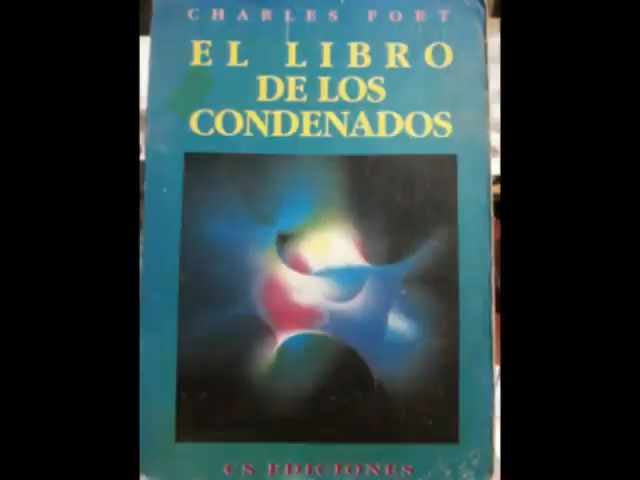 CHARLES FORT
EL LIBRO
DE LOS
CONDENADOS
CS EDICIONES